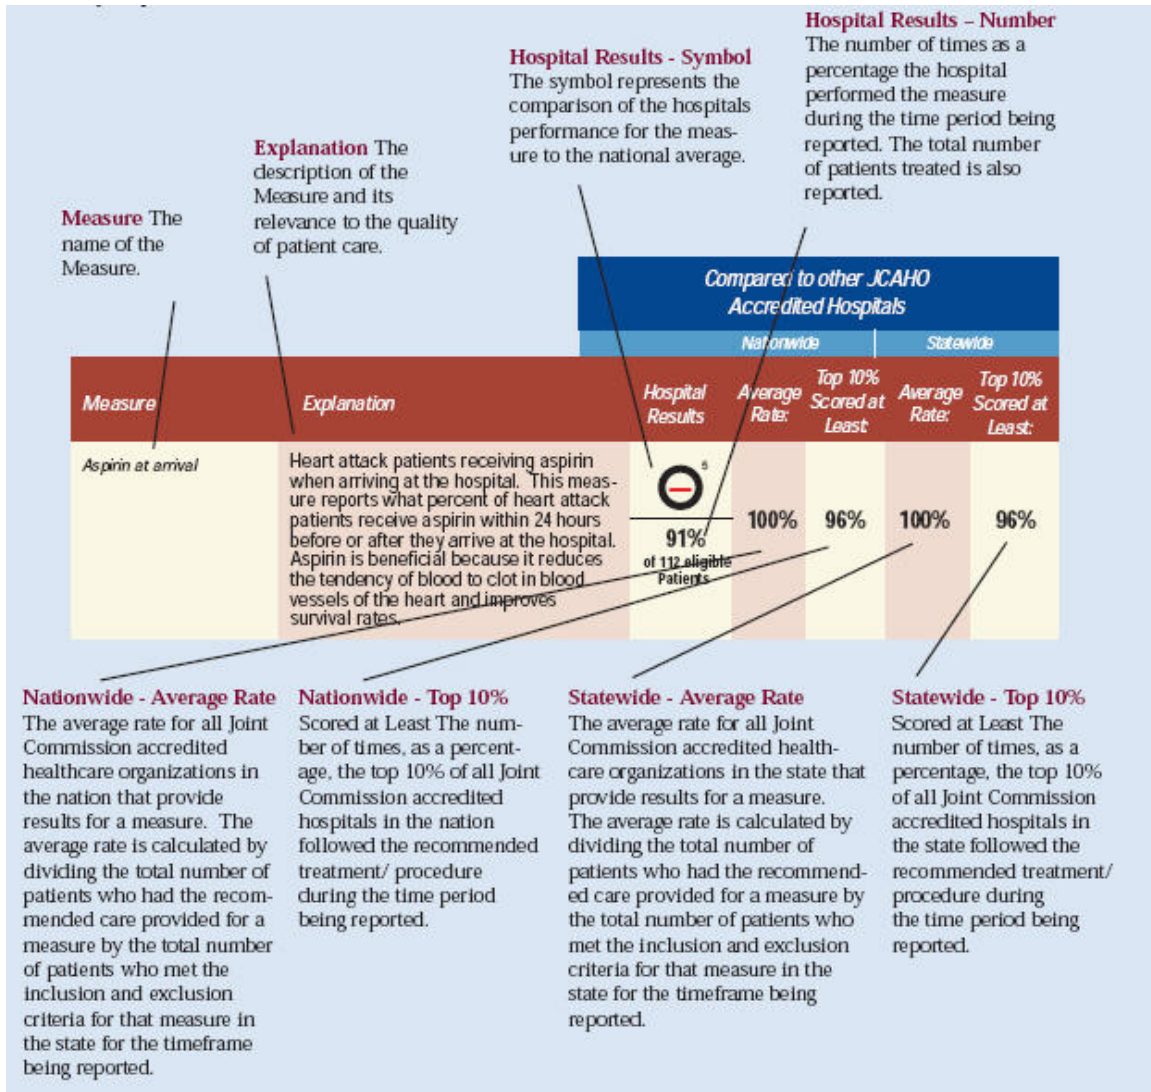 Hospital Results – Number
The number of times as a
percentage the hospital
performed the measure
during the time period being
reported. The total number
of patients treated is also
reported.
Hospital Results - Symbol
The symbol represents the
comparison of the hospitals
performance for the meas-
ure to the national average.
Explanation The
description of the
Measure and its
relevance to the quality
of patient care.
Measure The
name of the
Measure.
Compared to other JCAHO
Accredited Hospitals
Nationwide
Statewide
Measure
Explanation
Hospital
Results
Average
Rate:
Top 10%
Scored at
Least:
Average
Rate:
Top 10%
Scored at
Least:
Aspirin at arrival
Heart attack patients receiving aspirin
when arriving at the hospital. This meas-
ure reports what percent of heart attack
patients receive aspirin within 24 hours
before or after they arrive at the hospital.
Aspirin is beneficial because it reduces
the tendency of blood to clot in blood
vessels of the heart and improves
survival rates.
5
91%
of 112 eligible
Patients
100%
96%
100%
96%
Nationwide - Average Rate
The average rate for all Joint
Commission accredited
healthcare organizations in
the nation that provide
results for a measure. The
average rate is calculated by
dividing the total number of
patients who had the recom-
mended care provided for a
measure by the total number
of patients who met the
inclusion and exclusion
criteria for that measure in
the state for the timeframe
being reported.
Nationwide - Top 10%
Scored at Least The num-
ber of times, as a percent-
age, the top 10% of all Joint
Commission accredited
hospitals in the nation
followed the recommended
treatment/ procedure
during the time period
being reported.
Statewide - Average Rate
The average rate for all Joint
Commission accredited health-
care organizations in the state that
provide results for a measure.
The average rate is calculated by
dividing the total number of
patients who had the recommend-
ed care provided for a measure by
the total number of patients who
met the inclusion and exclusion
criteria for that measure in the
state for the timeframe being
reported.
Statewide - Top 10%
Scored at Least The
number of times, as a
percentage, the top 10%
of all Joint Commission
accredited hospitals in
the state followed the
recommended treatment/
procedure during
the time period being
reported.